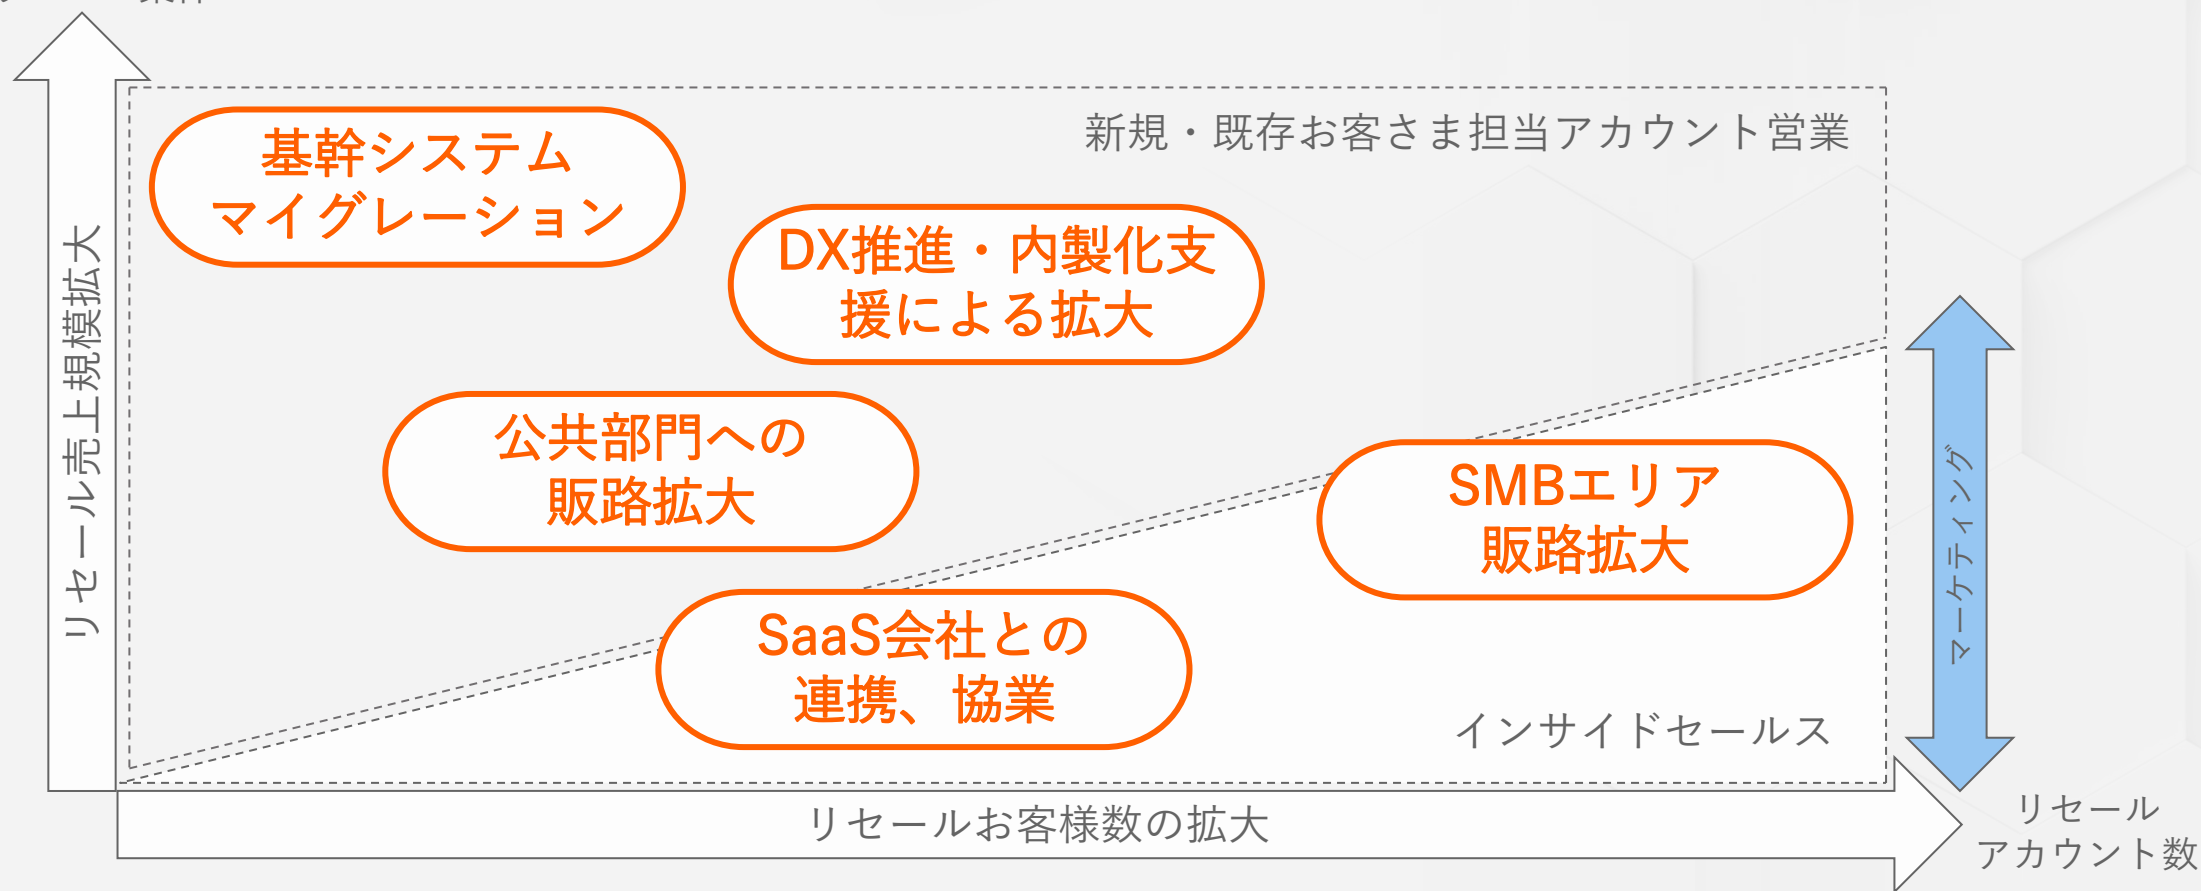 新規・既存お客さま担当アカウント営業
基幹システム
マイグレーション
DX推進・内製化支
援による拡大
公共部門への
販路拡大
SMBエリア
販路拡大
SaaS会社との
連携、協業
インサイドセールス
リセール売上規模拡大
マーケティング
リセールお客様数の拡大
リセール
アカウント数